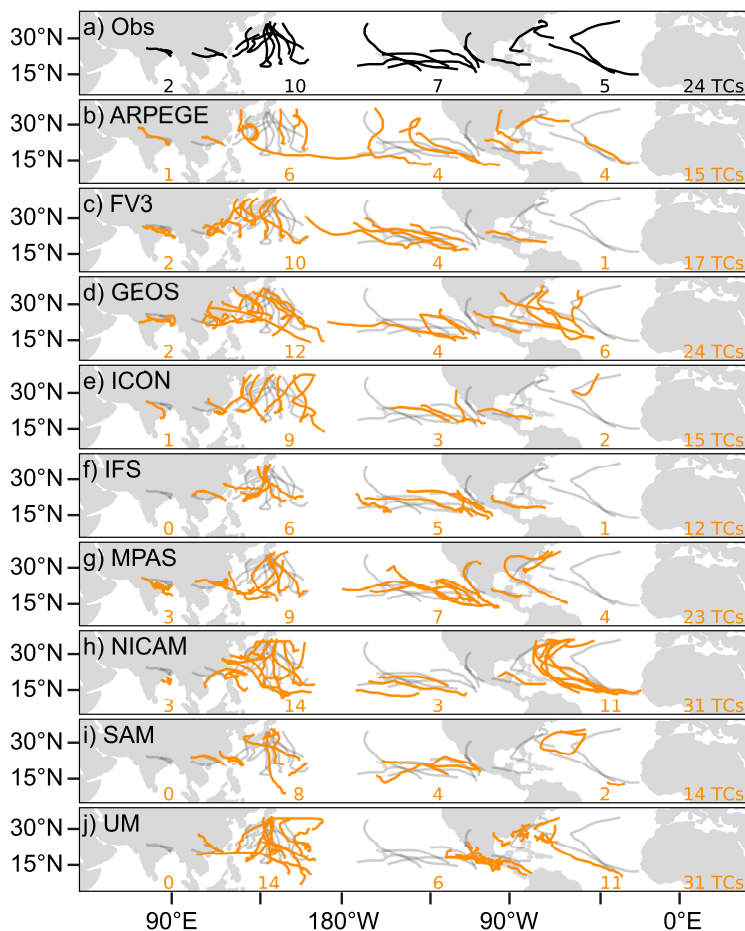 a) Obs
30°N
15°N
2 10 7 5 24 TCs
b) ARPEGE
30°N
15°N
1 6 4 4 15 TCs
c) FV3
30°N
15°N
2 10 4 1 17 TCs
d) GEOS
30°N
15°N
2 12 4 6 24 TCs
e) ICON
30°N
15°N
1 9 3 2 15 TCs
f) IFS
30°N
15°N
0 6 5 1 12 TCs
g) MPAS
30°N
15°N
3 9 7 4 23 TCs
h) NICAM
30°N
15°N
3 14 3 11 31 TCs
i) SAM
30°N
15°N
0 8 4 2 14 TCs
j) UM
30°N
15°N
0 14 6 11 31 TCs
90°E 180°W 90°W 0°E